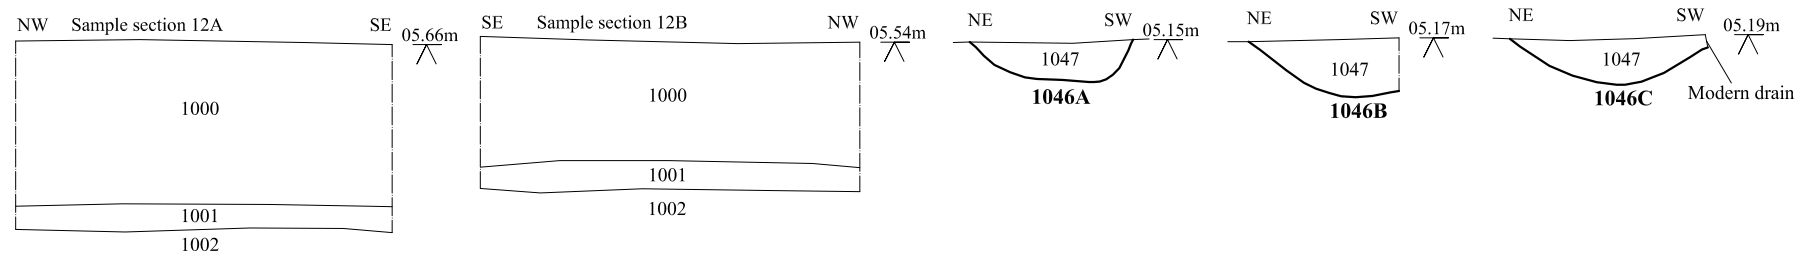 NW Sample section 12A SE 05.66m
1000
1001
1002
SE Sample section 12B NW 05.54m
1000
1001
1002
NE SW 05.15m
1047
1046A
NE SW 05.17m
1047
1046B
NE SW 05.19m
1047
1046C
Modern drain